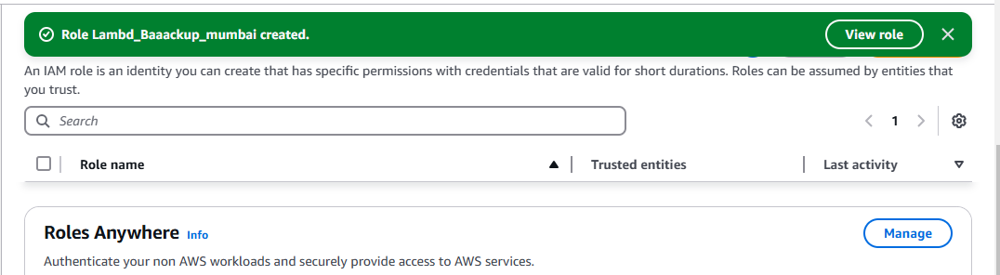 Role Lambd_Baaackup_mumbai created.
View role
An IAM role is an identity you can create that has specific permissions with credentials that are valid for short durations. Roles can be assumed by entities that
you trust.
Search
1
Role name
Trusted entities
Last activity
Roles Anywhere Info
Manage
Authenticate your non AWS workloads and securely provide access to AWS services.